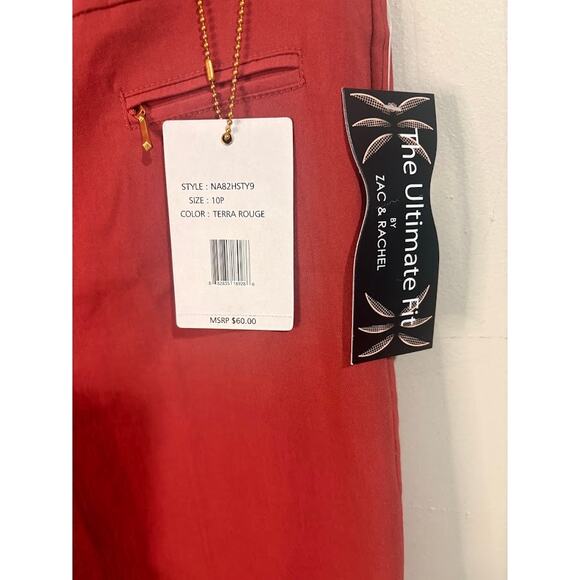 STYLE : NA82HSTY9
SIZE : 10P
COLOR : TERRA ROUGE
MSRP $60.00
The Ultimate Fit
BY
ZAC & RACHEL